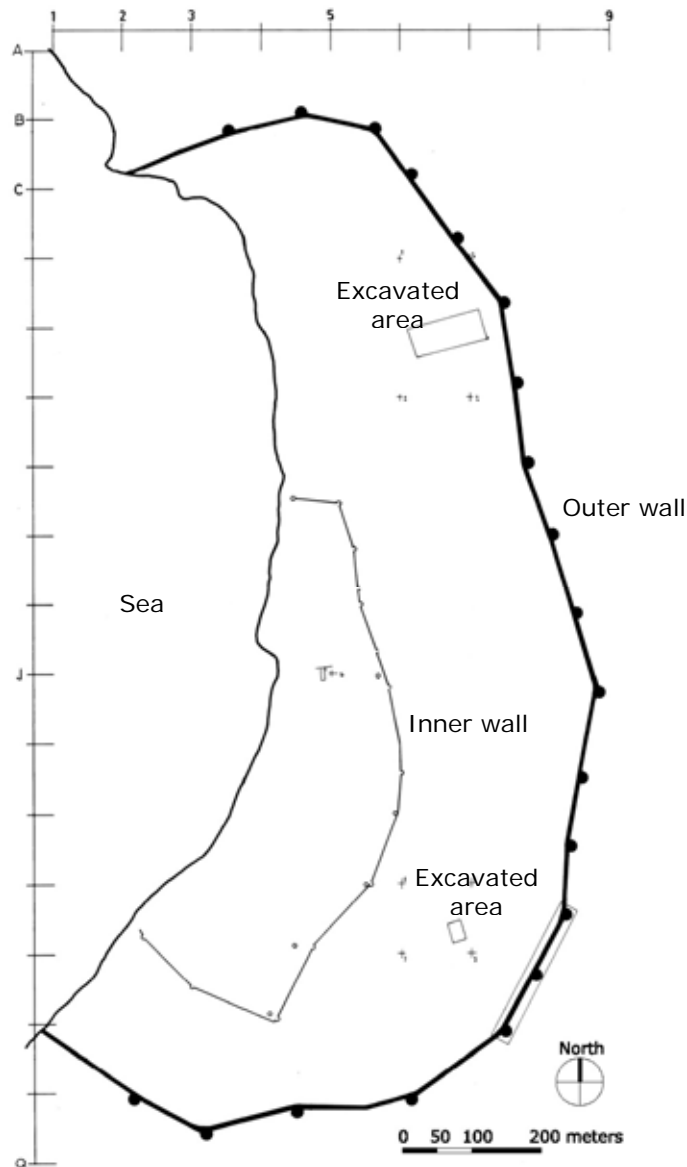 1 2 5 9
A
B
C
Excavated
area
Outer wall
Sea
J
Inner wall
Excavated
area
North
0 50 100 200 meters
Q